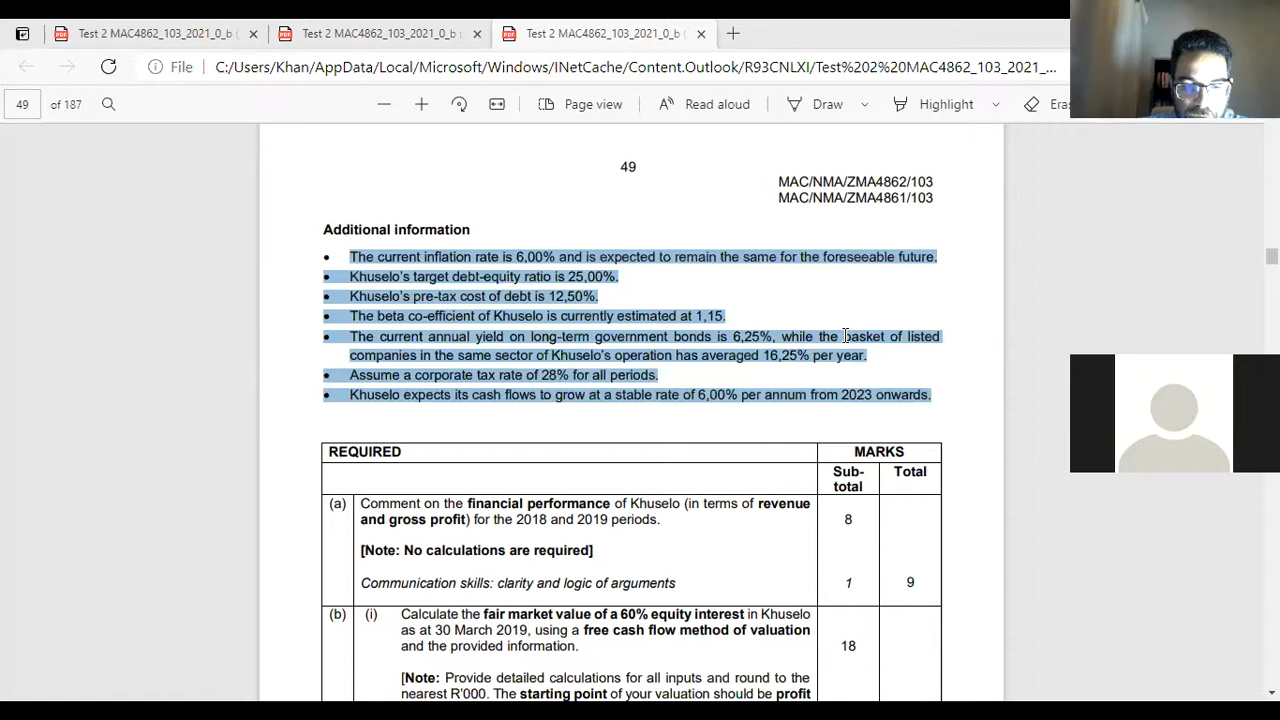 Test 2 MAC4862_103_2021_0_b (
Test 2 MAC4862_103_2021_0_b (
Test 2 MAC4862_103_2021_0_b (
File
C:/Users/Khan/AppData/Local/Microsoft/Windows/INetCache/Content.Outlook/R93CNLXI/Test%202%20MAC4862_103_2021_...
49 of 187
Page view
Read aloud
Draw
Highlight
Eras
49
MAC/NMA/ZMA4862/103
MAC/NMA/ZMA4861/103
Additional information
• The current inflation rate is 6,00% and is expected to remain the same for the foreseeable future.
• Khuselo's target debt-equity ratio is 25,00%.
• Khuselo's pre-tax cost of debt is 12,50%.
• The beta co-efficient of Khuselo is currently estimated at 1,15.
• The current annual yield on long-term government bonds is 6,25%, while the basket of listed
companies in the same sector of Khuselo's operation has averaged 16,25% per year.
• Assume a corporate tax rate of 28% for all periods.
• Khuselo expects its cash flows to grow at a stable rate of 6,00% per annum from 2023 onwards.
REQUIRED MARKS
Sub-
total Total
(a) Comment on the financial performance of Khuselo (in terms of revenue
and gross profit) for the 2018 and 2019 periods. 8
[Note: No calculations are required]
Communication skills: clarity and logic of arguments 1 9
(b) (i) Calculate the fair market value of a 60% equity interest in Khuselo
as at 30 March 2019, using a free cash flow method of valuation
and the provided information. 18
[Note: Provide detailed calculations for all inputs and round to the
nearest R'000. The starting point of your valuation should be profit